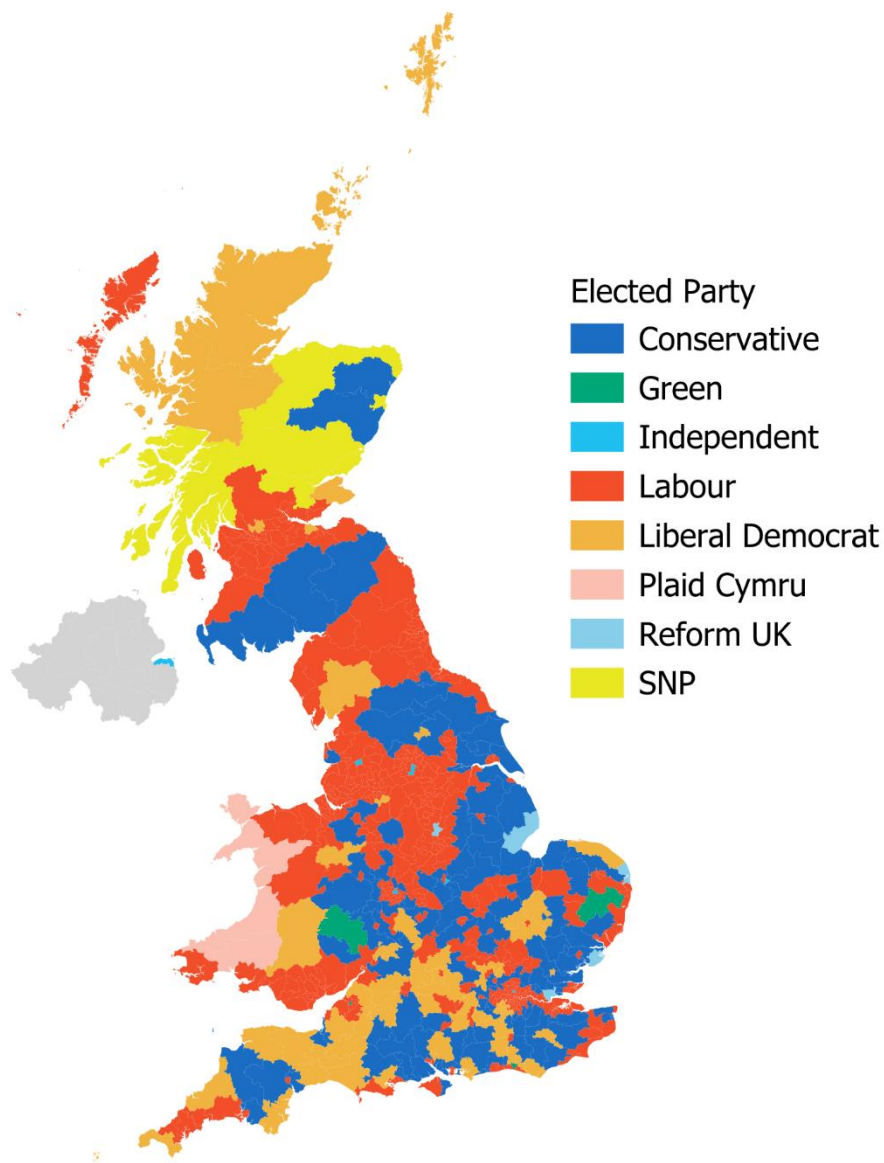 Elected Party
Conservative
Green
Independent
Labour
Liberal Democrat
Plaid Cymru
Reform UK
SNP